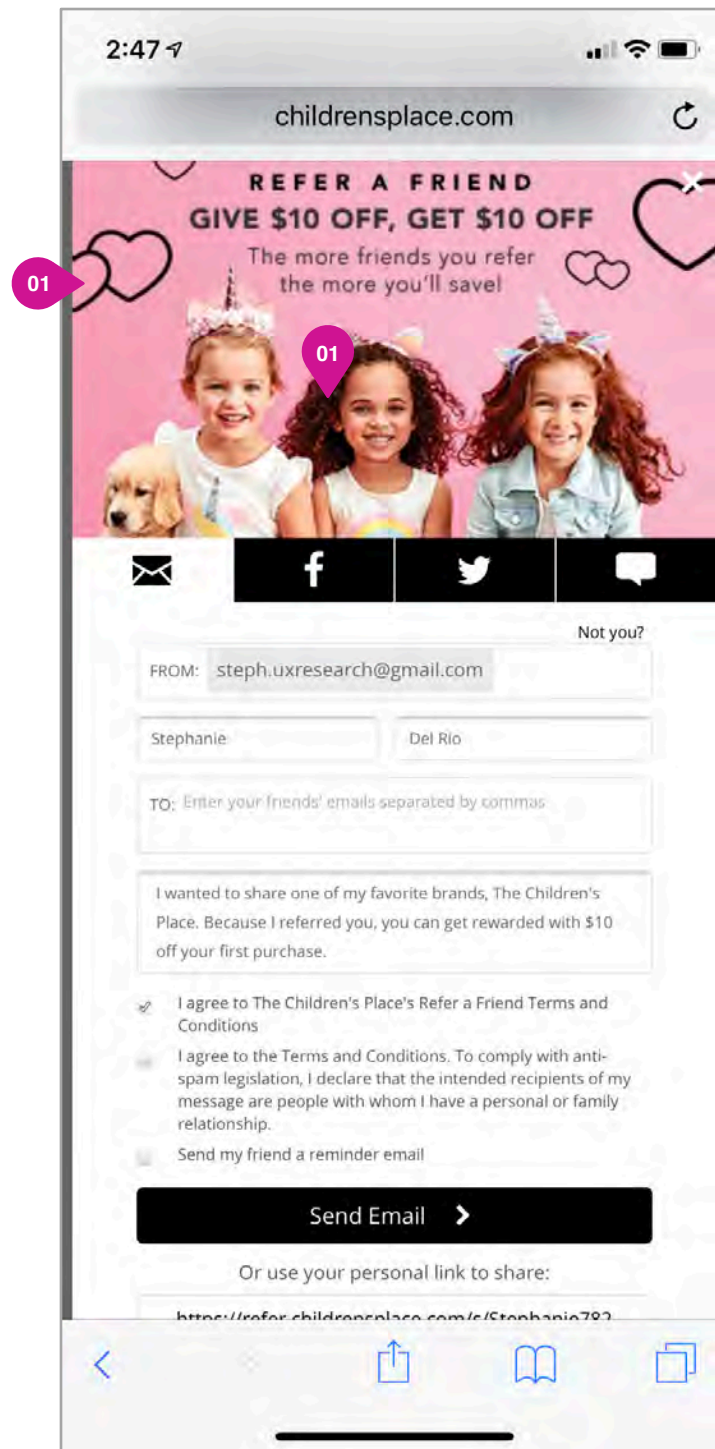 2:47
childrensplace.com
REFER A FRIEND
GIVE $10 OFF, GET $10 OFF
The more friends you refer
the more you'll save!
01
01
f
Not you?
FROM: steph.uxresearch@gmail.com
Stephanie
Del Rio
TO: Enter your friends' emails separated by commas
I wanted to share one of my favorite brands, The Children's
Place. Because I referred you, you can get rewarded with $10
off your first purchase.
I agree to The Children's Place's Refer a Friend Terms and
Conditions
I agree to the Terms and Conditions. To comply with anti-
spam legislation, I declare that the intended recipients of my
message are people with whom I have a personal or family
relationship.
Send my friend a reminder email
Send Email
Or use your personal link to share:
https://refer.childrensplace.com/s/Stephanie782